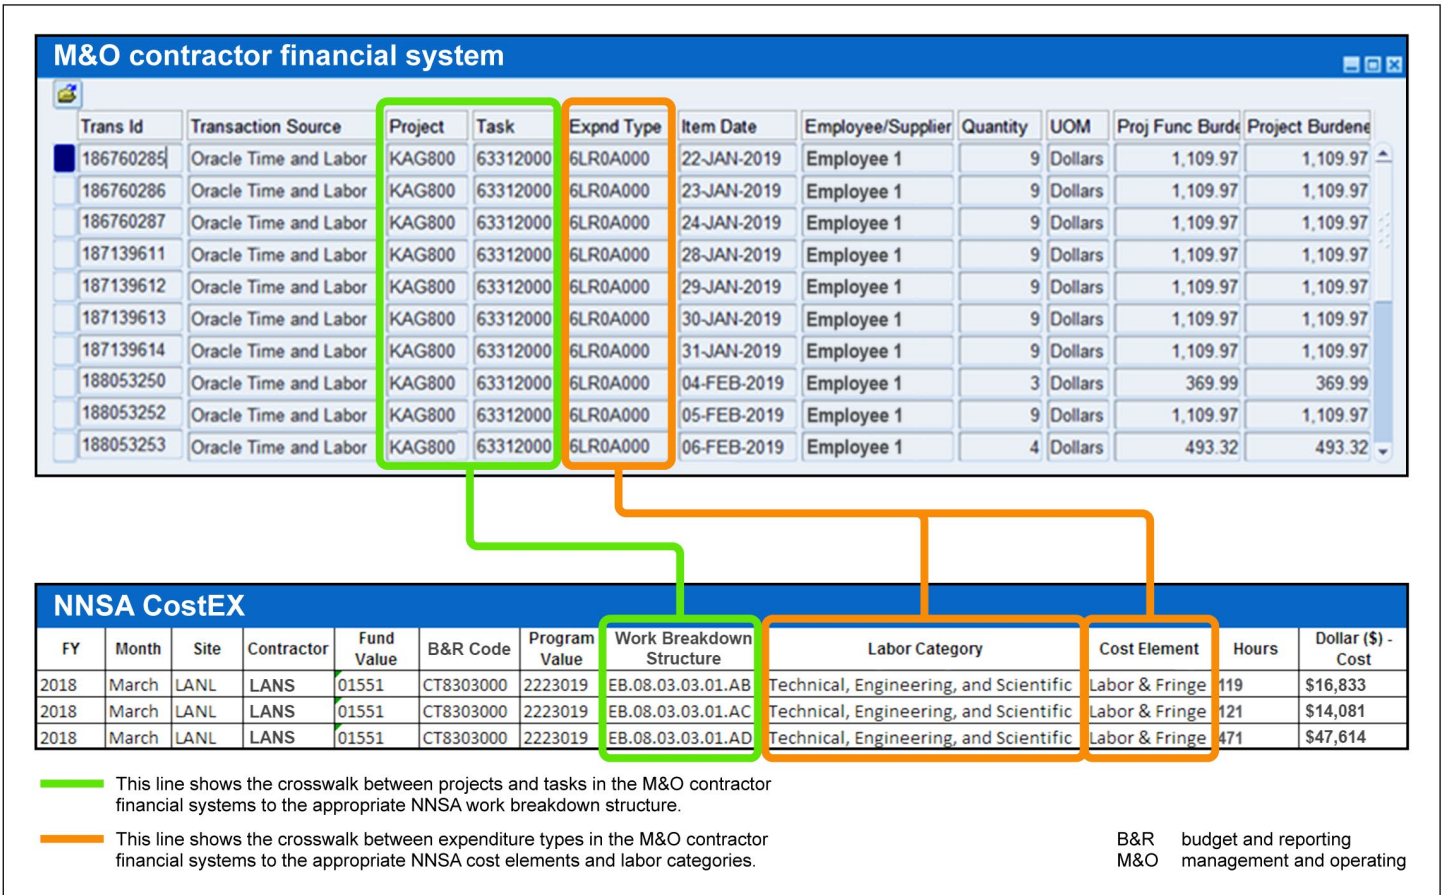 M&O contractor financial system
Trans Id Transaction Source Project Task Expnd Type Item Date Employee/Supplier Quantity UOM Proj Func Burde Project Burdene
186760285 Oracle Time and Labor KAG800 63312000 6LR0A000 22-JAN-2019 Employee 1 9 Dollars 1,109.97 1,109.97
186760286 Oracle Time and Labor KAG800 63312000 6LR0A000 23-JAN-2019 Employee 1 9 Dollars 1,109.97 1,109.97
186760287 Oracle Time and Labor KAG800 63312000 6LR0A000 24-JAN-2019 Employee 1 9 Dollars 1,109.97 1,109.97
187139611 Oracle Time and Labor KAG800 63312000 6LR0A000 28-JAN-2019 Employee 1 9 Dollars 1,109.97 1,109.97
187139612 Oracle Time and Labor KAG800 63312000 6LR0A000 29-JAN-2019 Employee 1 9 Dollars 1,109.97 1,109.97
187139613 Oracle Time and Labor KAG800 63312000 6LR0A000 30-JAN-2019 Employee 1 9 Dollars 1,109.97 1,109.97
187139614 Oracle Time and Labor KAG800 63312000 6LR0A000 31-JAN-2019 Employee 1 9 Dollars 1,109.97 1,109.97
188053250 Oracle Time and Labor KAG800 63312000 6LR0A000 04-FEB-2019 Employee 1 3 Dollars 369.99 369.99
188053252 Oracle Time and Labor KAG800 63312000 6LR0A000 05-FEB-2019 Employee 1 9 Dollars 1,109.97 1,109.97
188053253 Oracle Time and Labor KAG800 63312000 6LR0A000 06-FEB-2019 Employee 1 4 Dollars 493.32 493.32
NNSA CostEX
FY Month Site Contractor Fund Value B&R Code Program Value Work Breakdown Structure Labor Category Cost Element Hours Dollar ($) - Cost
2018 March LANL LANS 01551 CT8303000 2223019 EB.08.03.03.01.AB Technical, Engineering, and Scientific Labor & Fringe 119 $16,833
2018 March LANL LANS 01551 CT8303000 2223019 EB.08.03.03.01.AC Technical, Engineering, and Scientific Labor & Fringe 121 $14,081
2018 March LANL LANS 01551 CT8303000 2223019 EB.08.03.03.01.AD Technical, Engineering, and Scientific Labor & Fringe 471 $47,614
This line shows the crosswalk between projects and tasks in the M&O contractor
financial systems to the appropriate NNSA work breakdown structure.
This line shows the crosswalk between expenditure types in the M&O contractor
financial systems to the appropriate NNSA cost elements and labor categories.
B&R budget and reporting
M&O management and operating